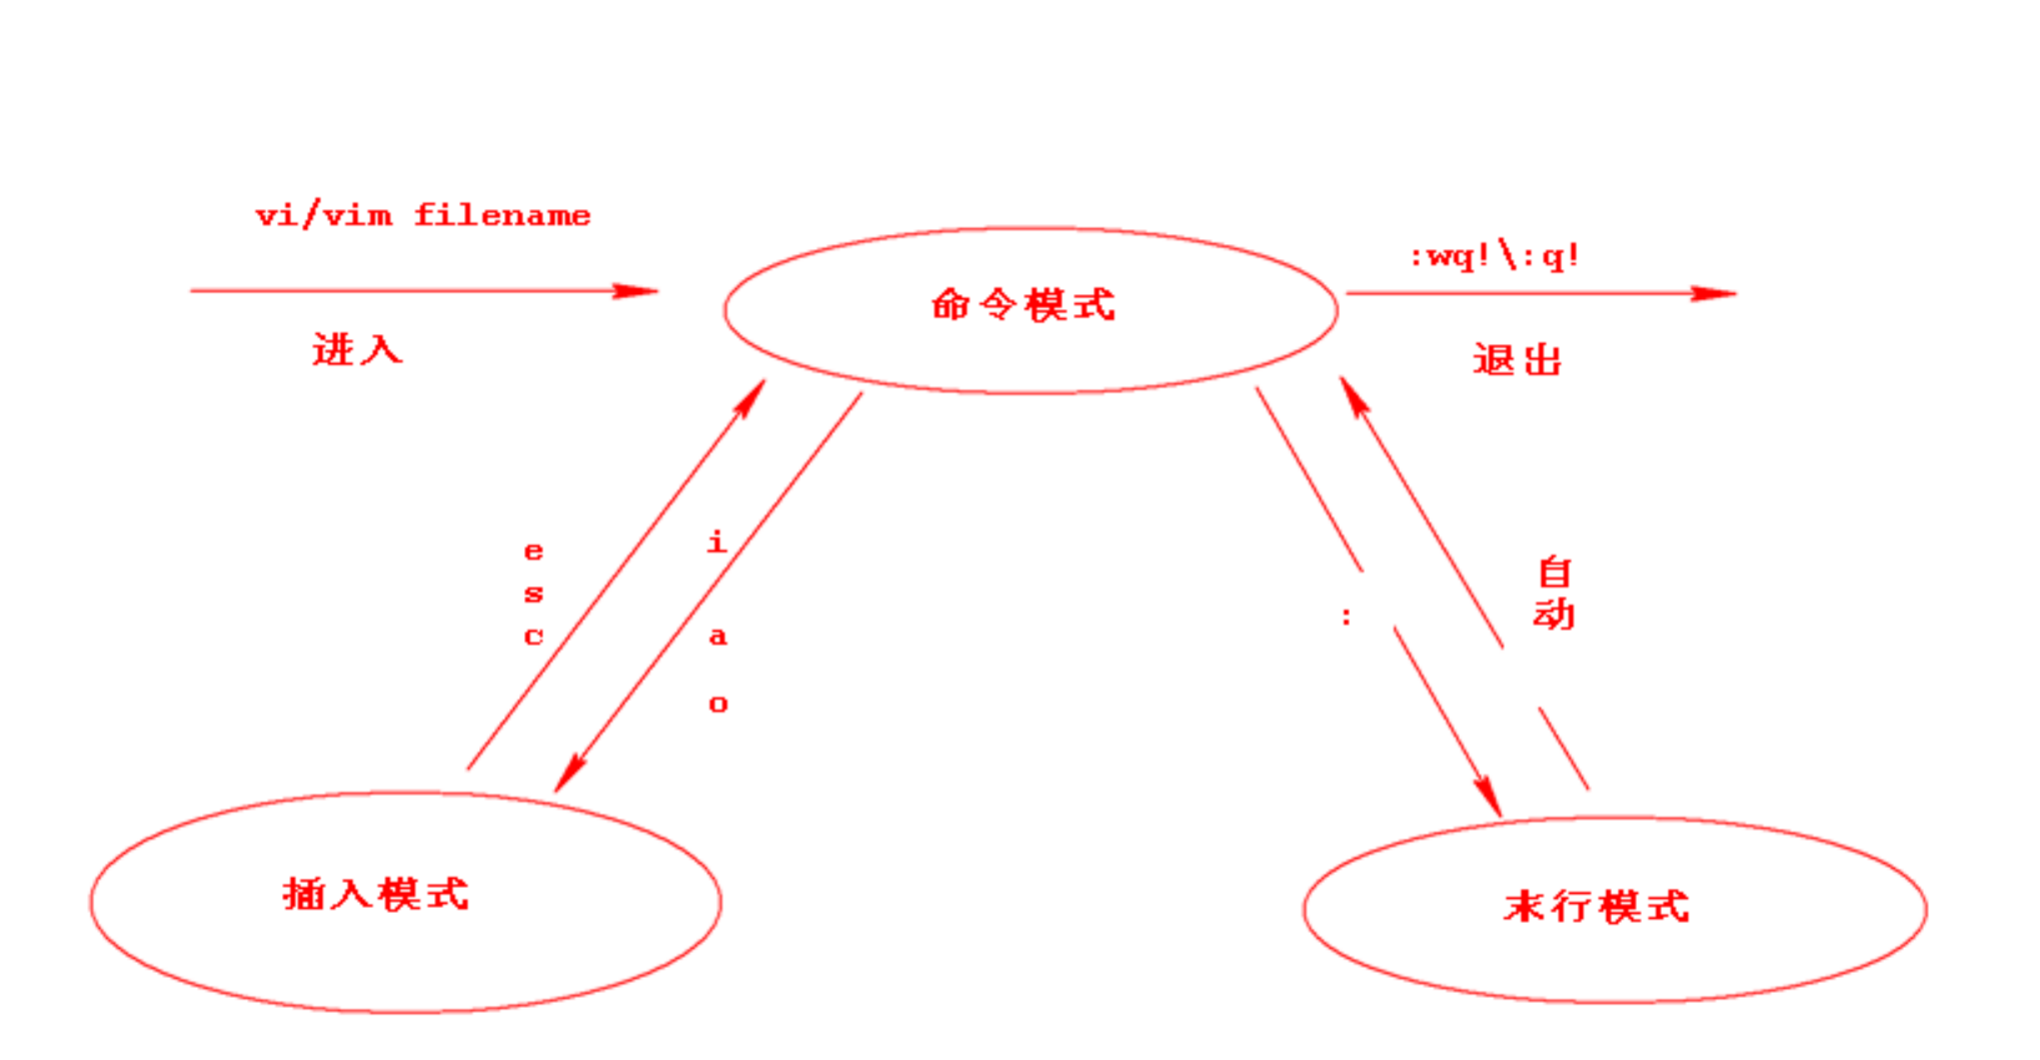 vi/vim filename
进入
命令模式
:wq!\:q!
退出
esc
i
a
o
:
自动
插入模式
末行模式